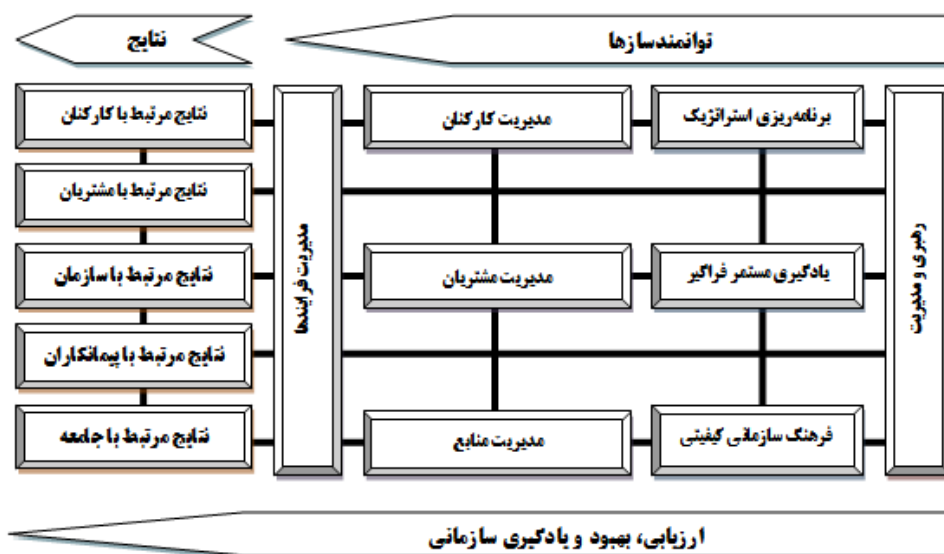 توانمندسازها
نتایج
رهبری و مدیریت
برنامه‌ریزی استراتژیک
یادگیری مستمر فراگیر
فرهنگ سازمانی کیفیتی
مدیریت کارکنان
مدیریت مشتریان
مدیریت منابع
مدیریت فرایندها
نتایج مرتبط با کارکنان
نتایج مرتبط با مشتریان
نتایج مرتبط با سازمان
نتایج مرتبط با پیمانکاران
نتایج مرتبط با جامعه
ارزیابی، بهبود و یادگیری سازمانی